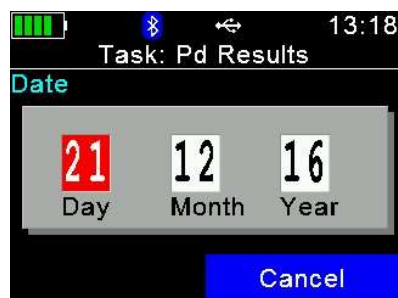 13:18
Task: Pd Results
Date
21 12 16
Day Month Year
Cancel